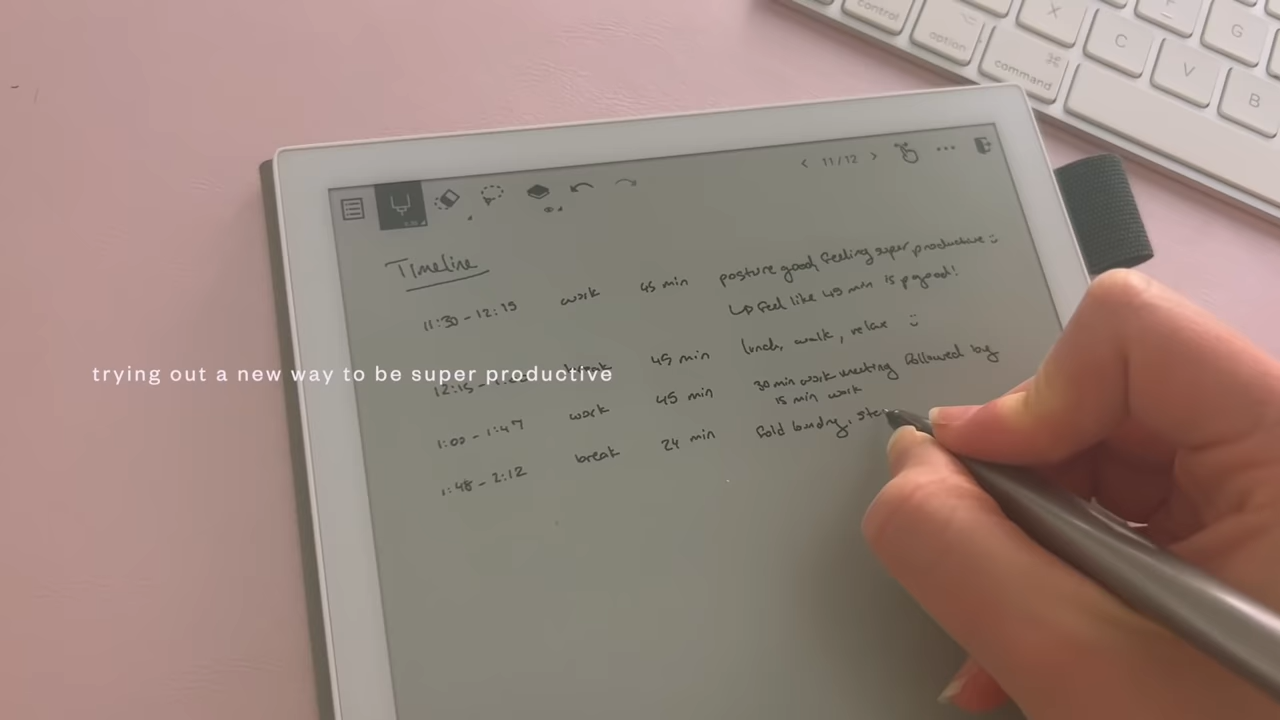 control
option
command
X
C
V
F
G
B
< 11/12 > ...
Timeline
11:30 - 12:15 work 45 min posture good, feeling super productive :)
↳ feel like 45 min is p good!
12:15 - break 45 min lunch, walk, relax :)
trying out a new way to be super productive
1:00 - 1:47 work 45 min 30 min work meeting followed by
15 min work
1:48 - 2:12 break 24 min fold laundry, ste